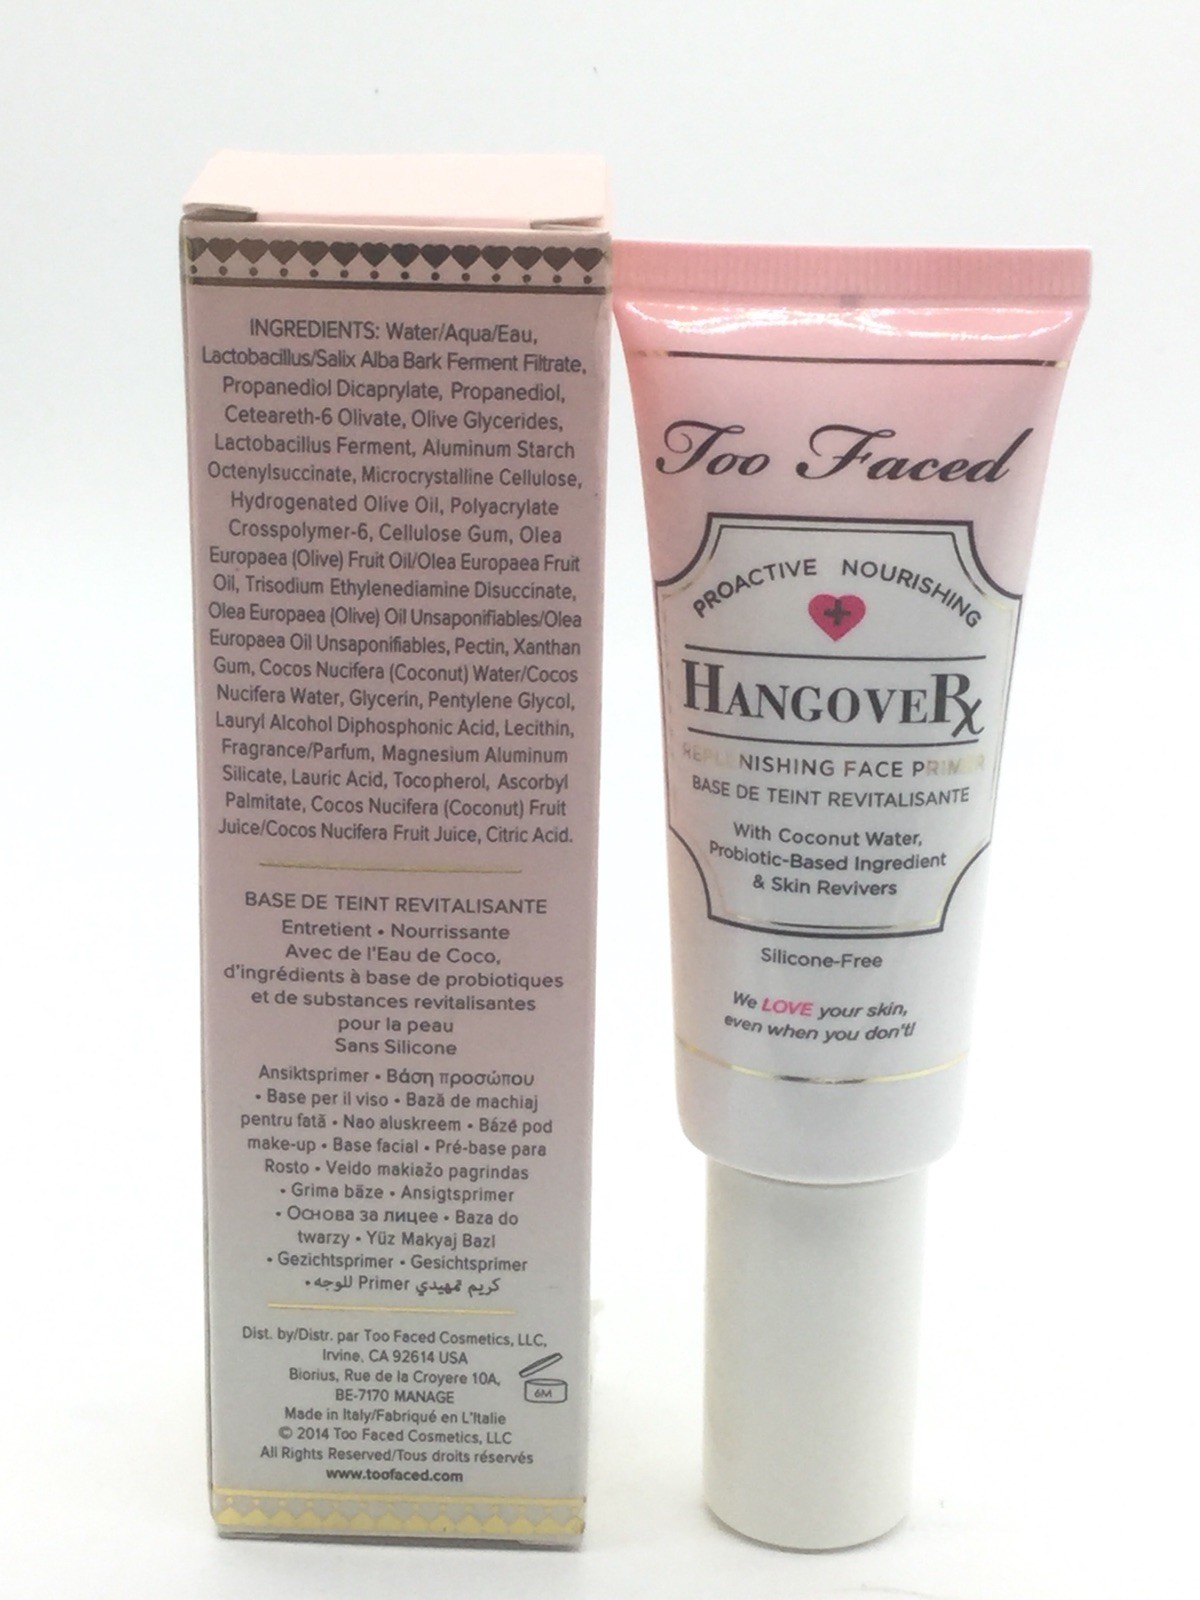 INGREDIENTS: Water/Aqua/Eau,
Lactobacillus/Salix Alba Bark Ferment Filtrate,
Propanediol Dicaprylate, Propanediol,
Ceteareth-6 Olivate, Olive Glycerides,
Lactobacillus Ferment, Aluminum Starch
Octenylsuccinate, Microcrystalline Cellulose,
Hydrogenated Olive Oil, Polyacrylate
Crosspolymer-6, Cellulose Gum, Olea
Europaea (Olive) Fruit Oil/Olea Europaea Fruit
Oil, Trisodium Ethylenediamine Disuccinate,
Olea Europaea (Olive) Oil Unsaponifiables/Olea
Europaea Oil Unsaponifiables, Pectin, Xanthan
Gum, Cocos Nucifera (Coconut) Water/Cocos
Nucifera Water, Glycerin, Pentylene Glycol,
Lauryl Alcohol Diphosphonic Acid, Lecithin,
Fragrance/Parfum, Magnesium Aluminum
Silicate, Lauric Acid, Tocopherol, Ascorbyl
Palmitate, Cocos Nucifera (Coconut) Fruit
Juice/Cocos Nucifera Fruit Juice, Citric Acid.
BASE DE TEINT REVITALISANTE
Entretient • Nourrissante
Avec de l'Eau de Coco,
d'ingrédients à base de probiotiques
et de substances revitalisantes
pour la peau
Sans Silicone
Ansiktsprimer • Βάση προσώπου
• Base per il viso • Bază de machiaj
pentru fată • Nao aluskreem • Bázě pod
make-up • Base facial • Pré-base para
Rosto • Veido makiažo pagrindas
• Grima bāze • Ansigtsprimer
• Основа за лицее • Baza do
twarzy • Yüz Makyaj Bazl
• Gezichtsprimer • Gesichtsprimer
كريم تمهيدي Primer للوجه •
Dist. by/Distr. par Too Faced Cosmetics, LLC,
Irvine, CA 92614 USA
Biorius, Rue de la Croyere 10A,
BE-7170 MANAGE
6M
Made in Italy/Fabriqué en L'Italie
© 2014 Too Faced Cosmetics, LLC
All Rights Reserved/Tous droits réservés
www.toofaced.com
Too Faced
PROACTIVE NOURISHING
HANGOVERx
REPLENISHING FACE PRIMER
BASE DE TEINT REVITALISANTE
With Coconut Water,
Probiotic-Based Ingredient
& Skin Revivers
Silicone-Free
We LOVE your skin,
even when you don't!